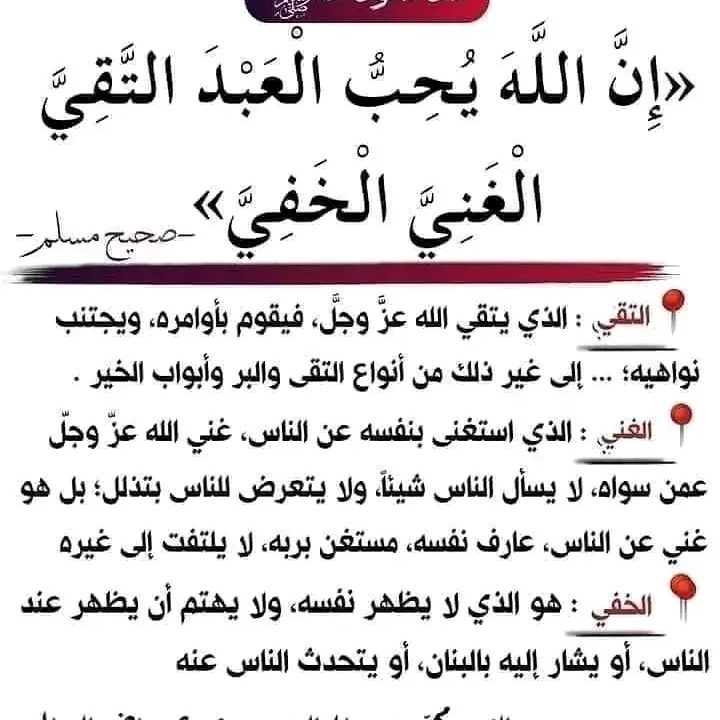 «إِنَّ اللَّهَ يُحِبُّ الْعَبْدَ التَّقِيَّ
الْغَنِيَّ الْخَفِيَّ»
-صحيح مسلم-
التقي : الذي يتقي الله عزَّ وجلَّ، فيقوم بأوامره، ويجتنب
نواهيه؛ ... إلى غير ذلك من أنواع التقى والبر وأبواب الخير .
الغني : الذي استغنى بنفسه عن الناس، غني الله عزّ وجلّ
عمن سواه، لا يسأل الناس شيئاً، ولا يتعرض للناس بتذلل؛ بل هو
غني عن الناس، عارف نفسه، مستغن بربه، لا يلتفت إلى غيره
الخفي : هو الذي لا يظهر نفسه، ولا يهتم أن يظهر عند
الناس، أو يشار إليه بالبنان، أو يتحدث الناس عنه